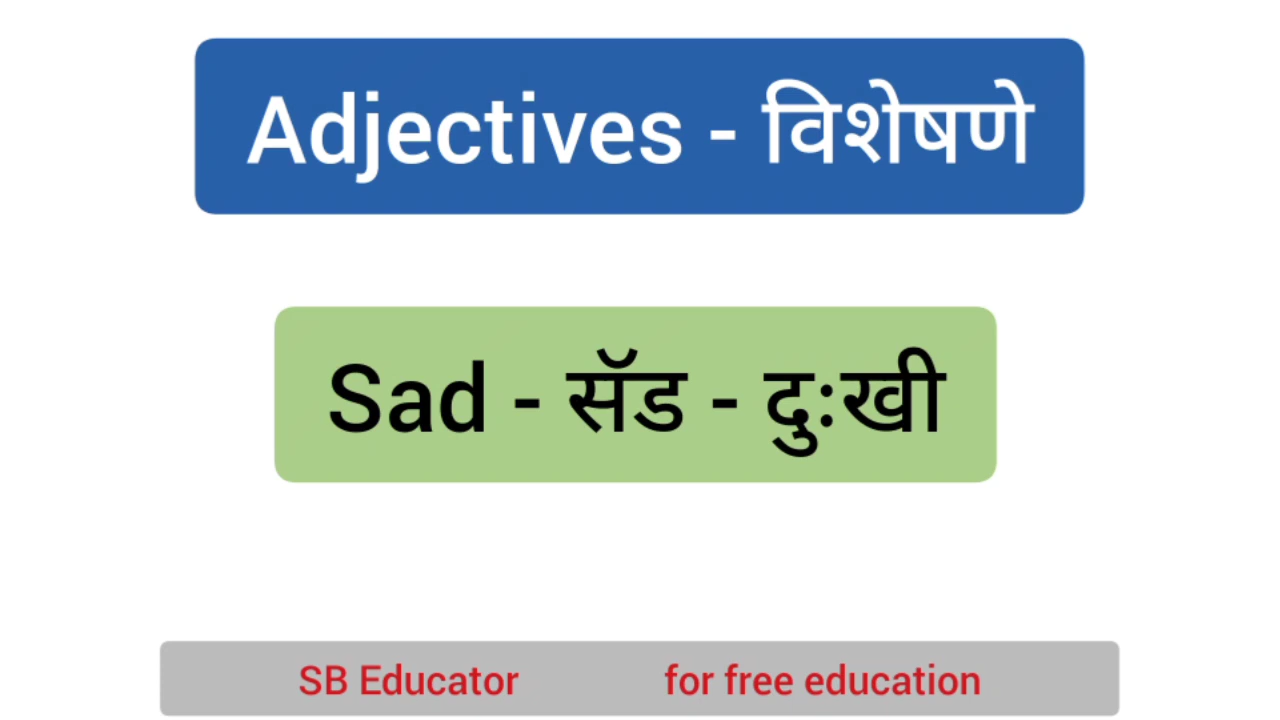 Adjectives - विशेषणे
Sad - सॅड - दुःखी
SB Educator for free education